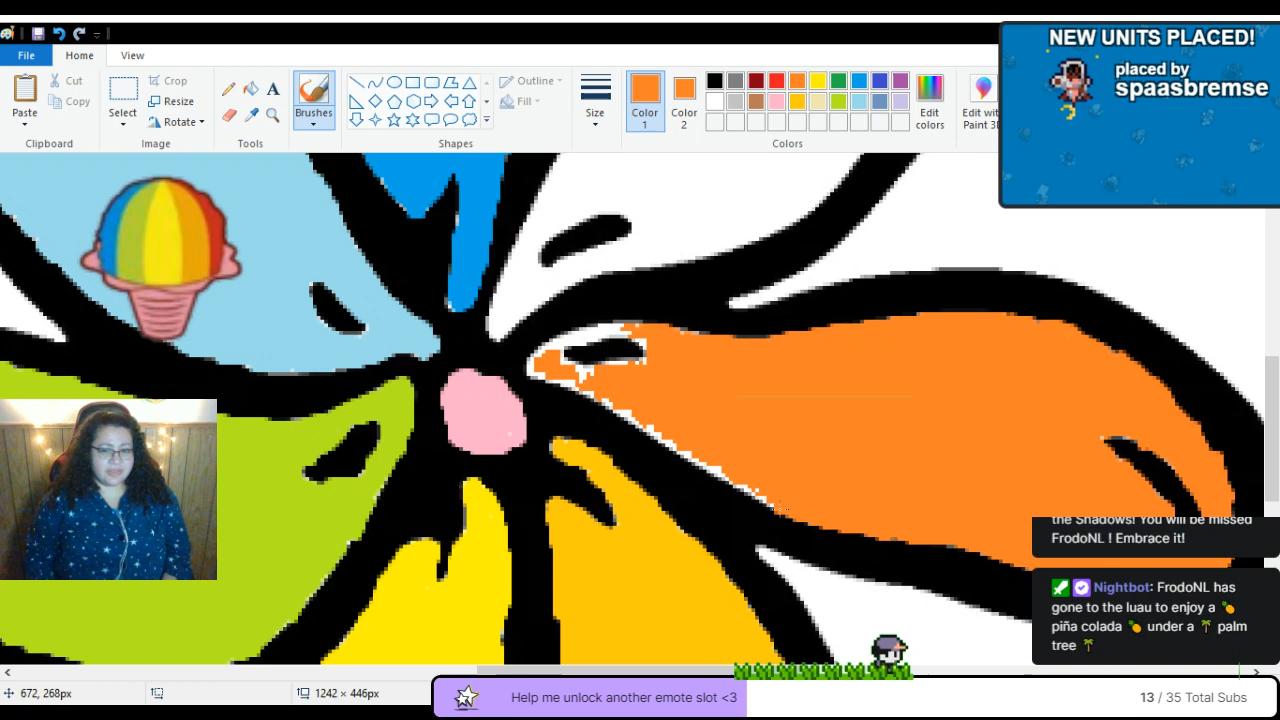 File
Home
View
Paste
Cut
Copy
Clipboard
Select
Crop
Resize
Rotate
Image
A
Tools
Brushes
Shapes
Outline
Fill
Size
Color 1
Color 2
Edit colors
Colors
Edit with Paint 3D
NEW UNITS PLACED!
placed by
spaasbremse
the Shadows! You will be missed
FrodoNL ! Embrace it!
Nightbot: FrodoNL has
gone to the luau to enjoy a 🍍
piña colada 🍍 under a 🌴 palm
tree 🌴
672, 268px
1242 × 446px
Help me unlock another emote slot <3
13 / 35 Total Subs